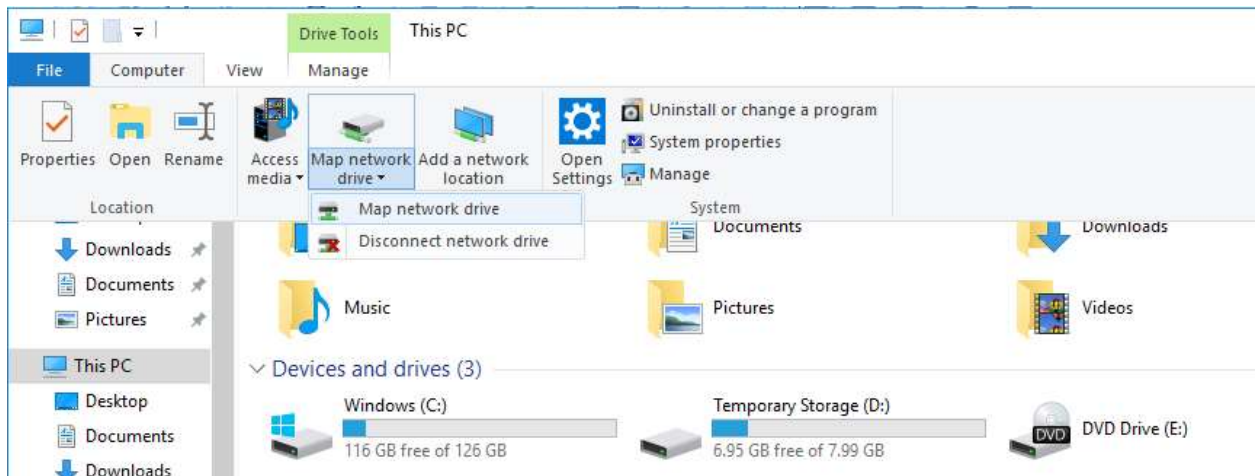 Drive Tools
This PC
File
Computer
View
Manage
Properties
Open
Rename
Access
media
Map network
drive
Add a network
location
Open
Settings
Uninstall or change a program
System properties
Manage
Location
System
Map network drive
Disconnect network drive
Downloads
Documents
Pictures
This PC
Desktop
Documents
Downloads
Documents
Downloads
Music
Pictures
Videos
Devices and drives (3)
Windows (C:)
116 GB free of 126 GB
Temporary Storage (D:)
6.95 GB free of 7.99 GB
DVD
DVD Drive (E:)